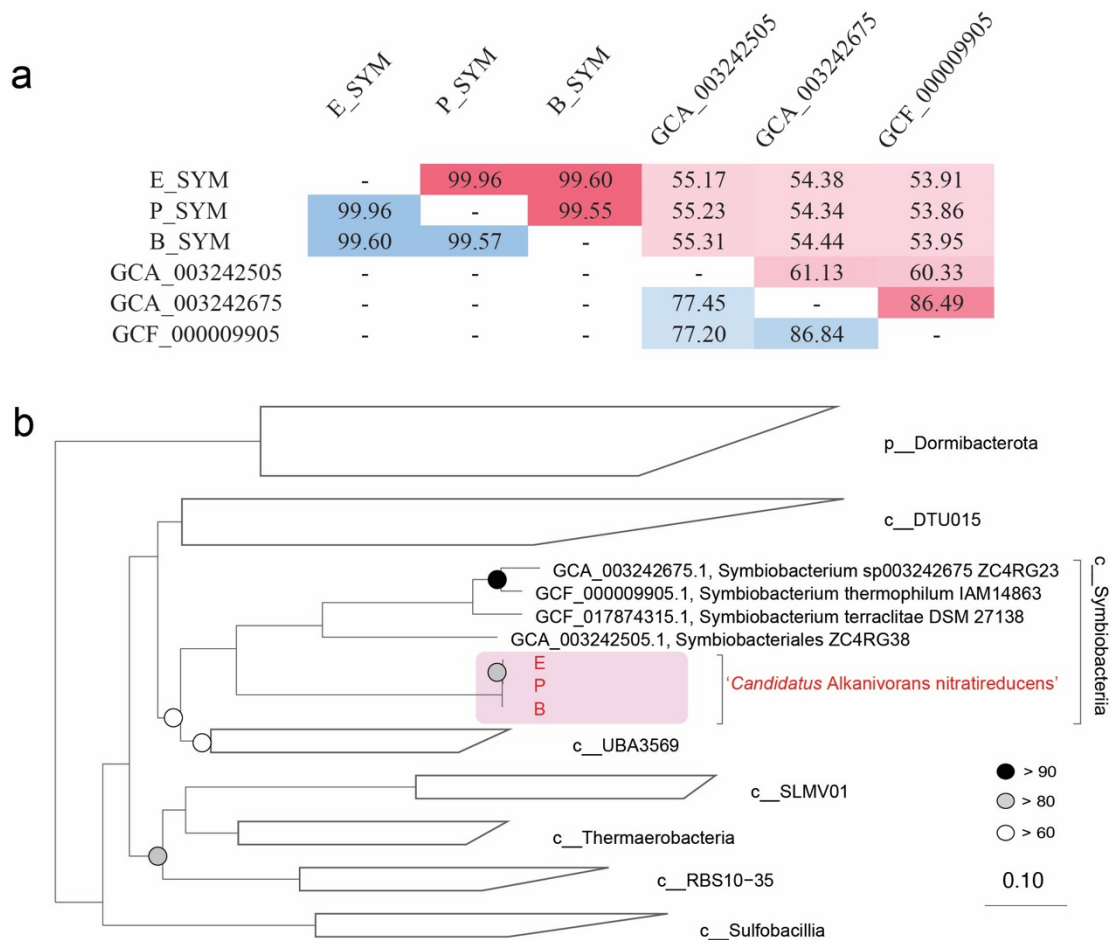 a
E_SYM P_SYM B_SYM GCA_003242505 GCA_003242675 GCF_000009905
E_SYM - 99.96 99.60 55.17 54.38 53.91
P_SYM 99.96 - 99.55 55.23 54.34 53.86
B_SYM 99.60 99.57 - 55.31 54.44 53.95
GCA_003242505 - - - - 61.13 60.33
GCA_003242675 - - - 77.45 - 86.49
GCF_000009905 - - - 77.20 86.84 -
b
p__Dormibacterota
c__DTU015
GCA_003242675.1, Symbiobacterium sp003242675 ZC4RG23
GCF_000009905.1, Symbiobacterium thermophilum IAM14863
GCF_017874315.1, Symbiobacterium terraclitae DSM 27138
GCA_003242505.1, Symbiobacteriales ZC4RG38
E
P
B
'Candidatus Alkanivorans nitratireducens'
c__Symbiobacteriia
c__UBA3569
c__SLMV01
c__Thermaerobacteria
c__RBS10-35
c__Sulfobacillia
> 90
> 80
> 60
0.10